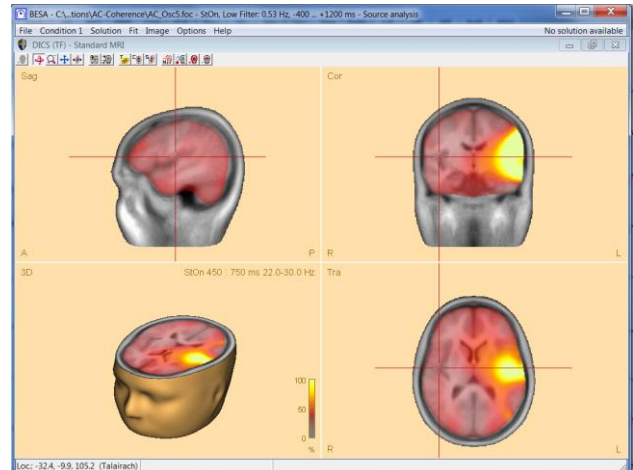 BESA - C:\...tions\AC-Coherence\AC_Osc5.foc - StOn, Low Filter: 0.53 Hz, -400 ... +1200 ms - Source analysis
File Condition 1 Solution Fit Image Options Help No solution available
DICS (TF) - Standard MRI
Sag
Cor
A P
R L
3D
StOn 450 : 750 ms 22.0-30.0 Hz
Tra
100
50
0
%
R L
Loc.: -32.4, -9.9, 105.2 (Talairach)